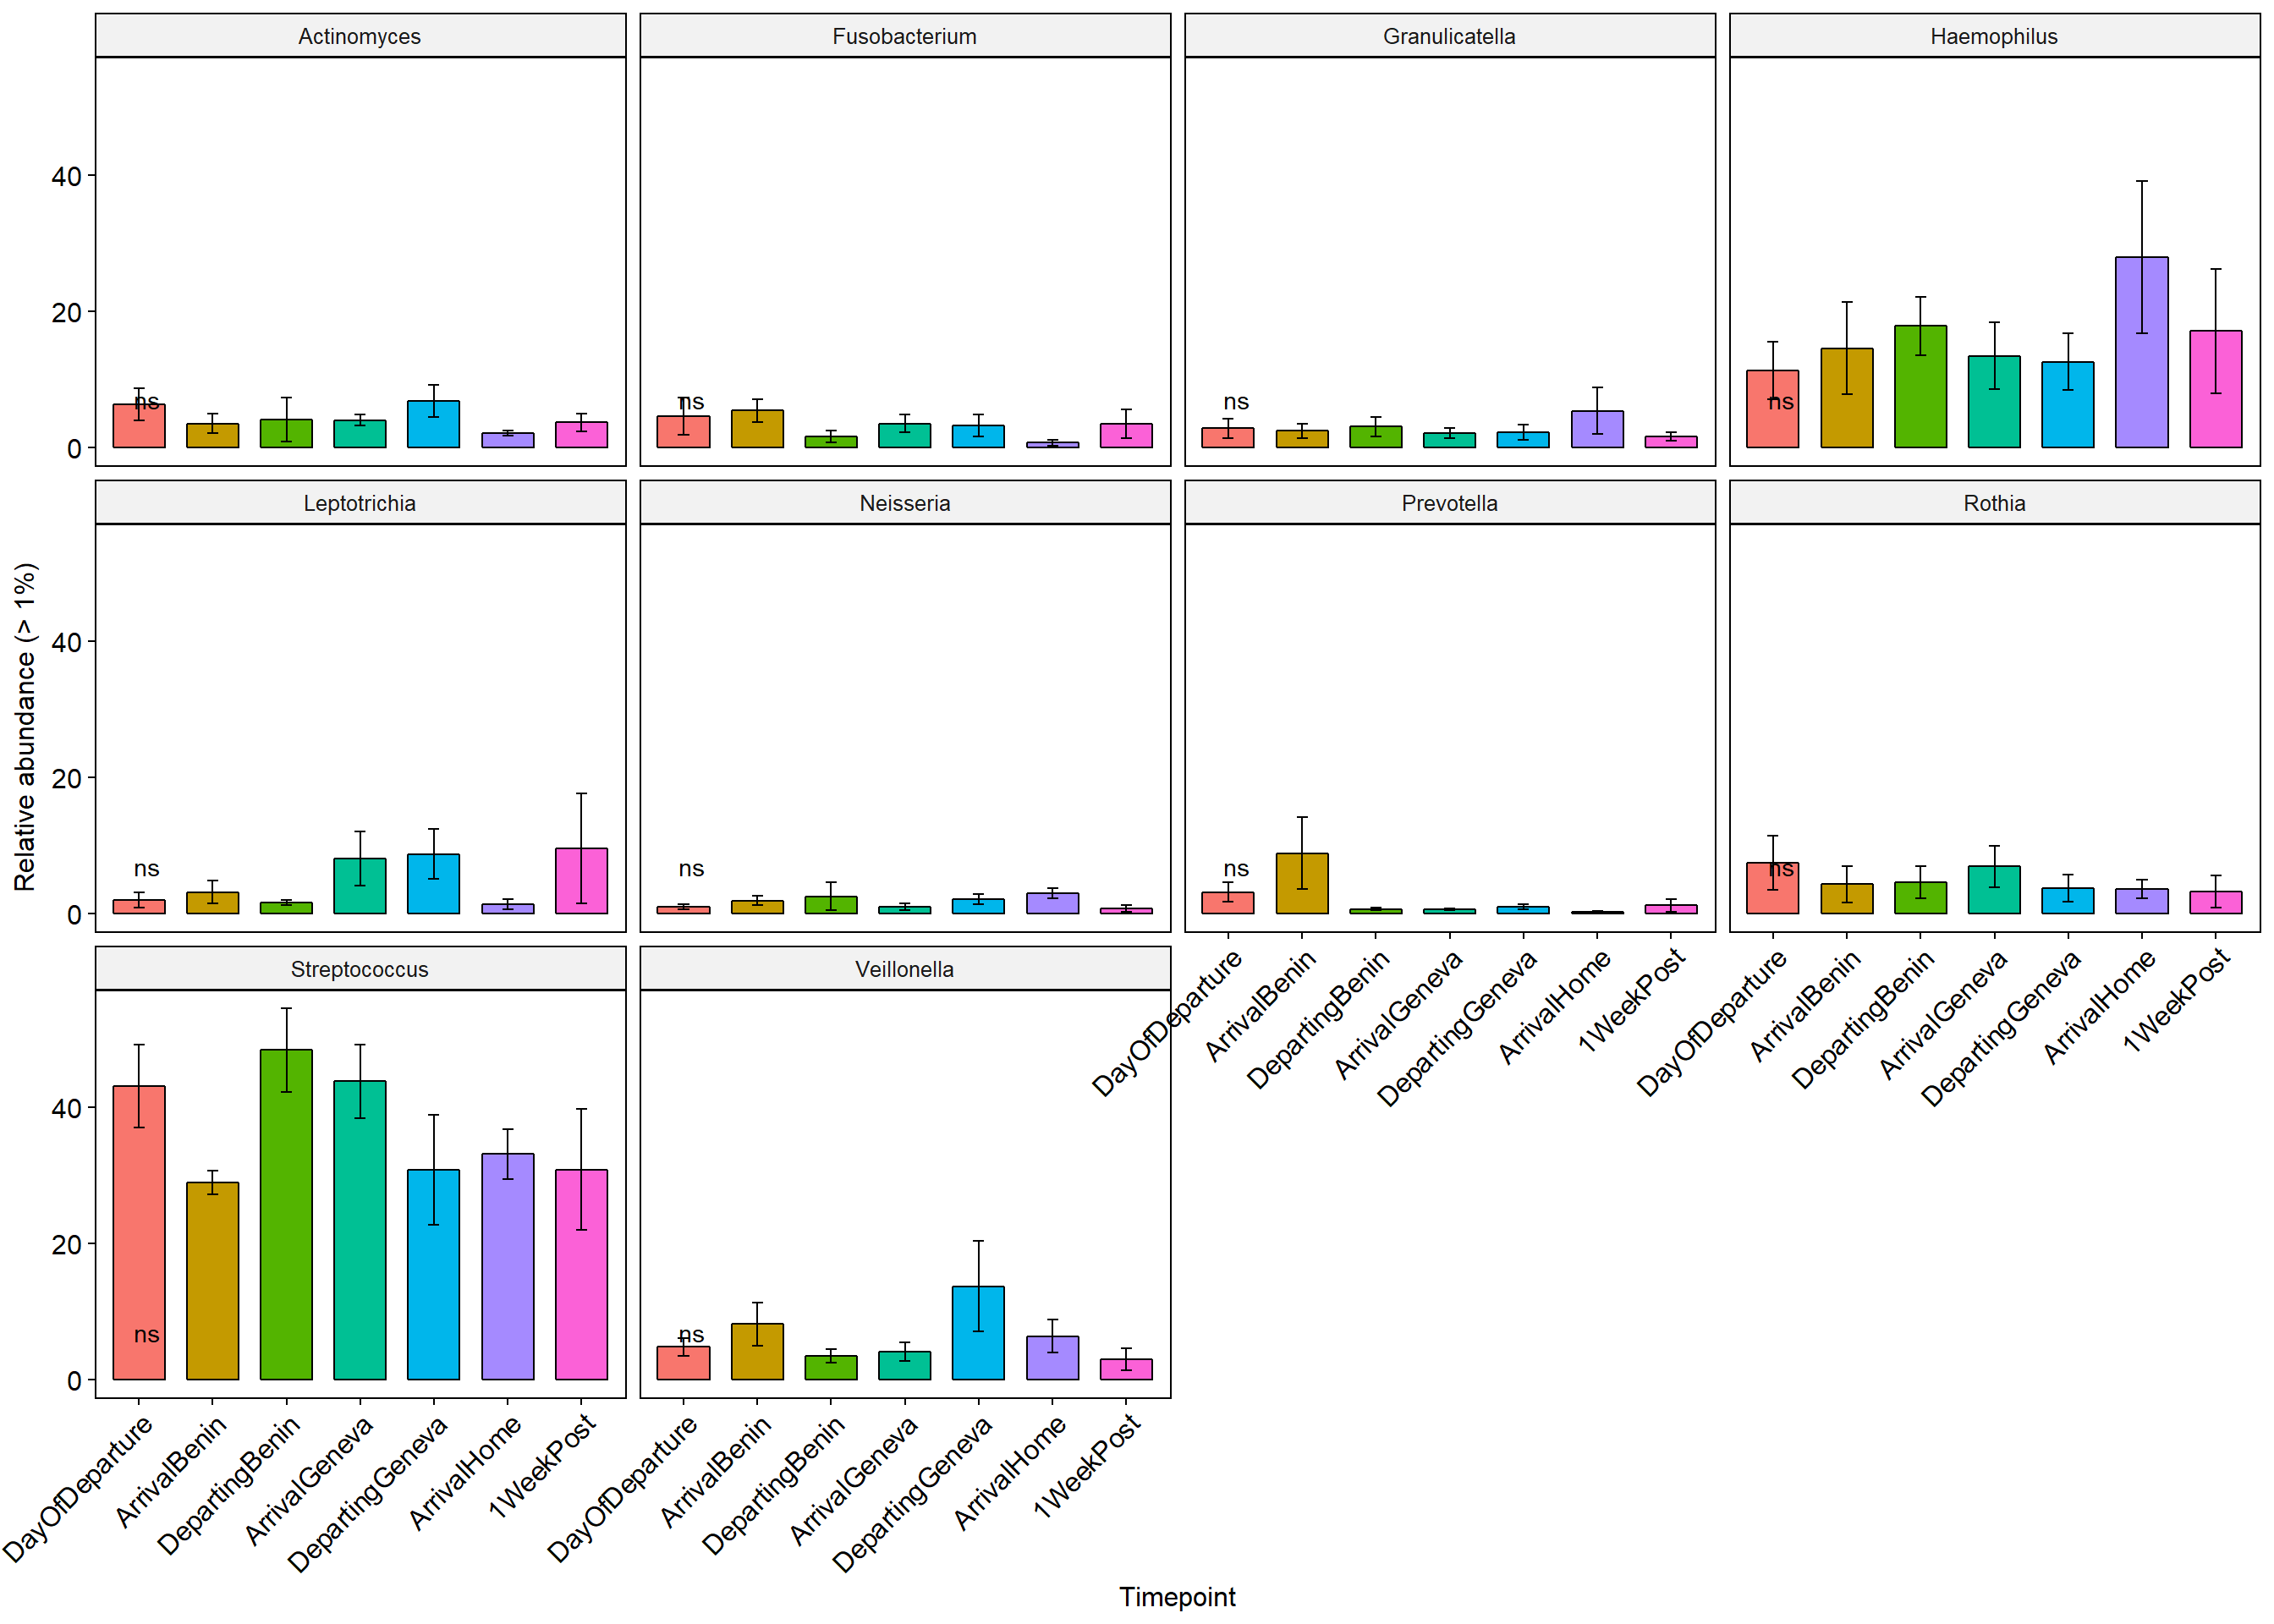 Actinomyces
Fusobacterium
Granulicatella
Haemophilus
40
20
0
ns
ns
ns
ns
Leptotrichia
Neisseria
Prevotella
Rothia
Relative abundance (> 1%)
40
20
0
ns
ns
ns
ns
DayOfDeparture
ArrivalBenin
DepartingBenin
ArrivalGeneva
DepartingGeneva
ArrivalHome
1WeekPost
DayOfDeparture
ArrivalBenin
DepartingBenin
ArrivalGeneva
DepartingGeneva
ArrivalHome
1WeekPost
Streptococcus
Veillonella
40
20
0
ns
ns
DayOfDeparture
ArrivalBenin
DepartingBenin
ArrivalGeneva
DepartingGeneva
ArrivalHome
1WeekPost
DayOfDeparture
ArrivalBenin
DepartingBenin
ArrivalGeneva
DepartingGeneva
ArrivalHome
1WeekPost
Timepoint